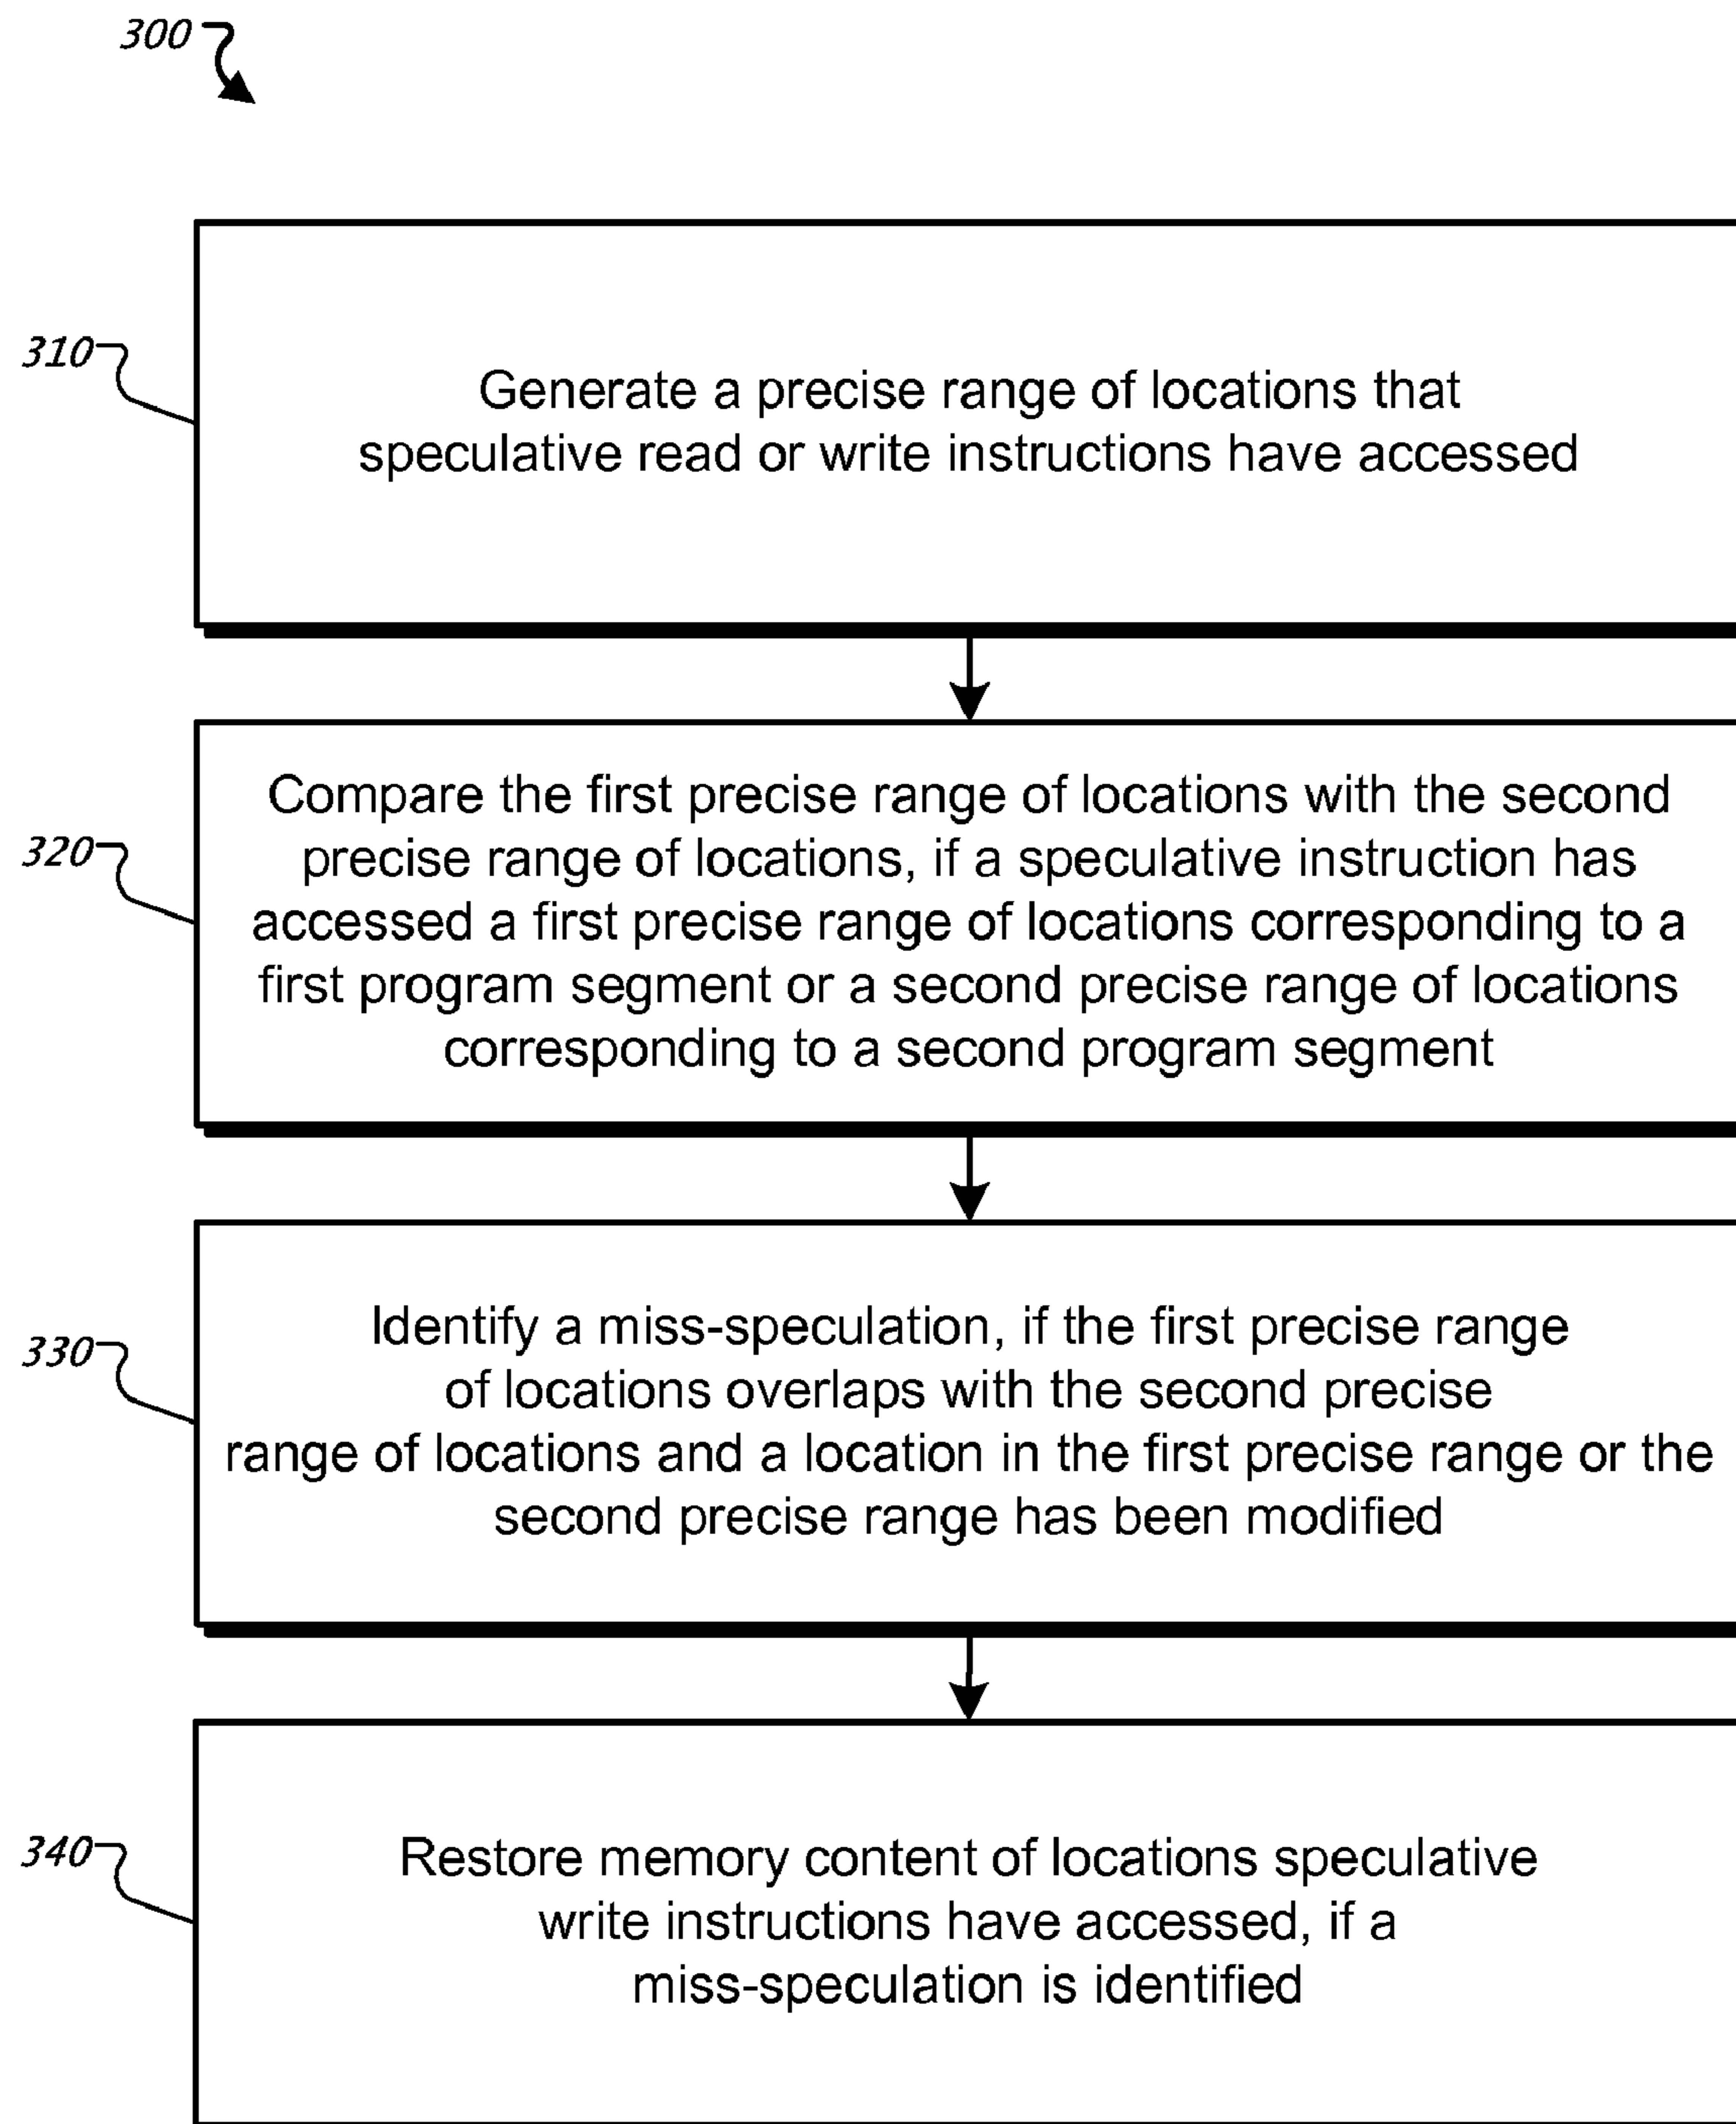 300
310
Generate a precise range of locations that
speculative read or write instructions have accessed
320
Compare the first precise range of locations with the second
precise range of locations, if a speculative instruction has
accessed a first precise range of locations corresponding to a
first program segment or a second precise range of locations
corresponding to a second program segment
330
Identify a miss-speculation, if the first precise range
of locations overlaps with the second precise
range of locations and a location in the first precise range or the
second precise range has been modified
340
Restore memory content of locations speculative
write instructions have accessed, if a
miss-speculation is identified